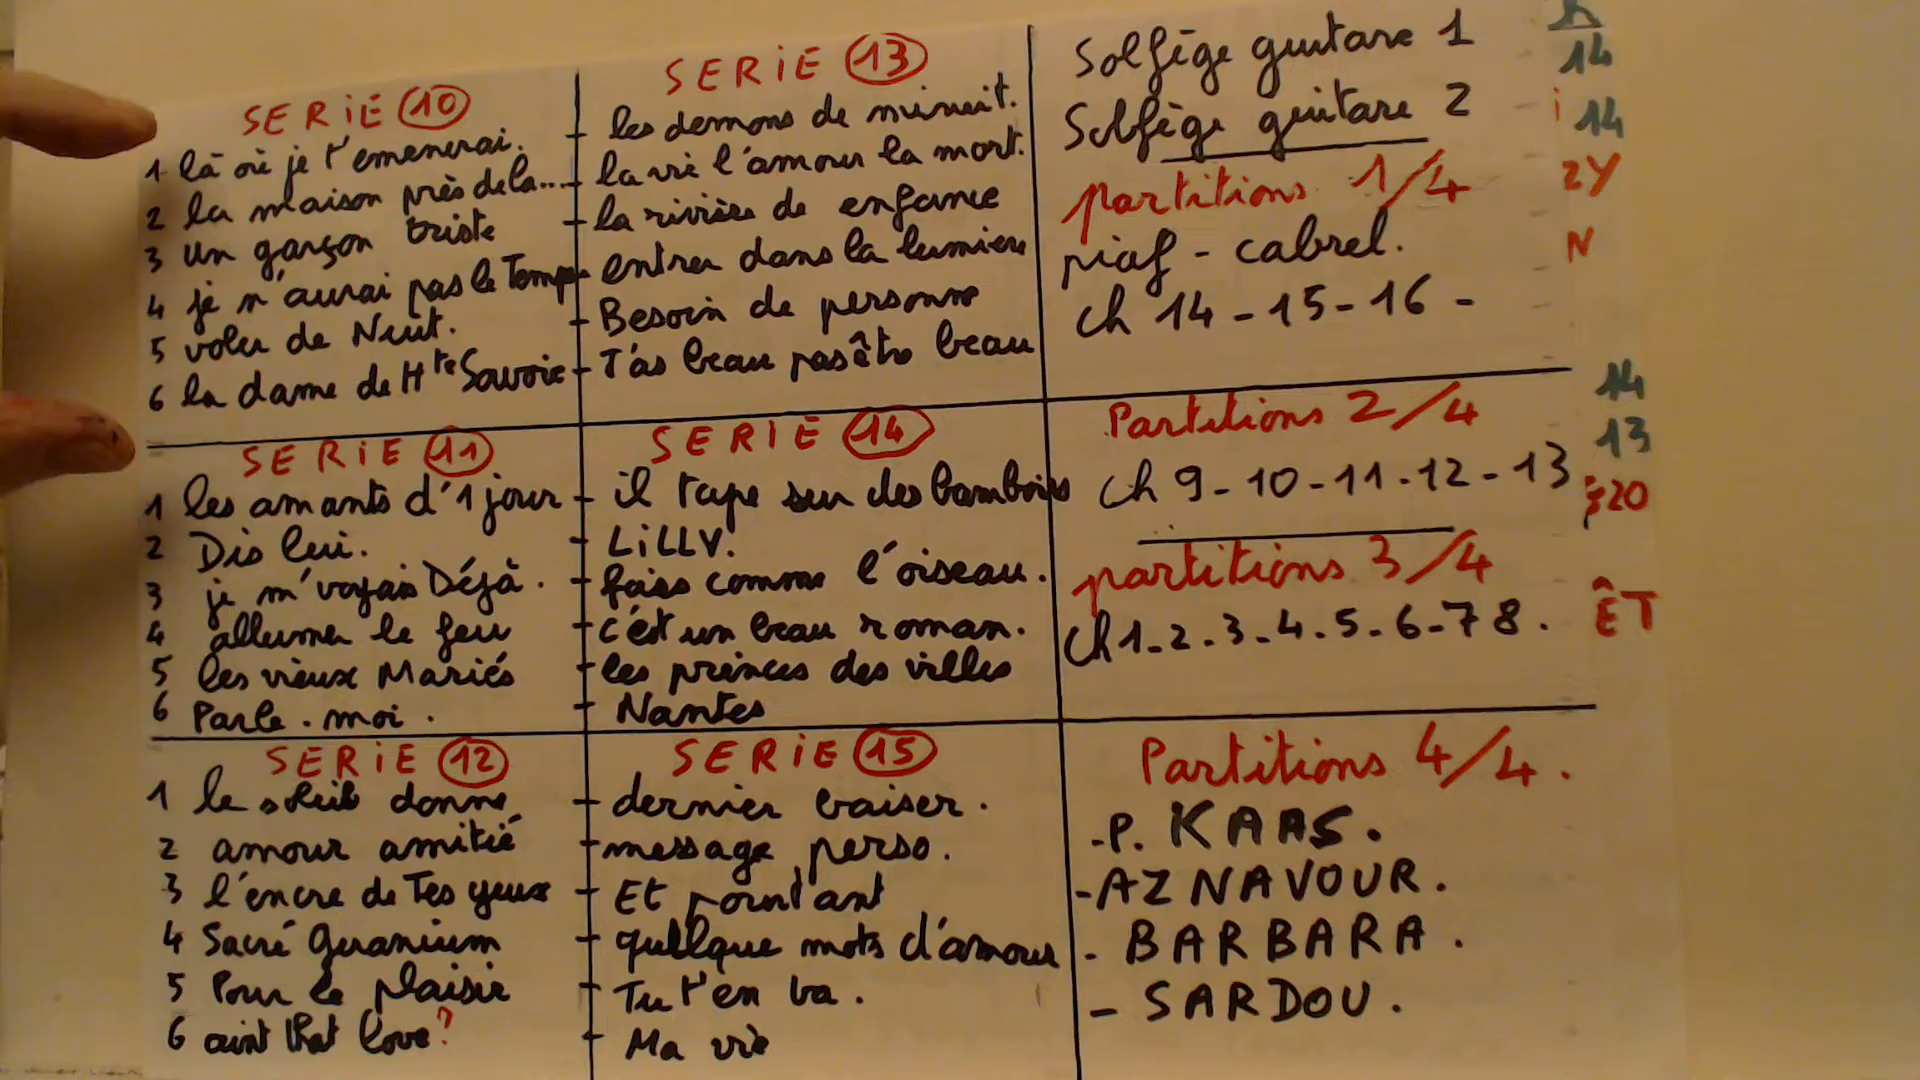 SERiE 10
1 là où je t'emenerai.
2 la maison près de la...
3 un garçon triste
4 je n'aurai pas le Temps
5 voler de Nuit.
6 la dame de Hte Savoie
SERIE 11
1 les amants d'1 jour
2 Dis lui.
3 je m'voyais Déjà.
4 allumer le feu
5 les vieux Mariés
6 Parle. moi.
SERIE 12
1 le soleil donne
2 amour amitié
3 l'encre de Tes yeux
4 Sacré Geranium
5 Pour le plaisir
6 aint that love?
SERiE 13
- les demons de minuit.
- la vie l'amour la mort.
- la rivière de enfance
- entrer dans la lumiere
- Besoin de personne
- T'as beau pas être beau
SERIE 14
- il tape sur des bambois
- LiLLY.
- fais comme l'oiseau.
- c'est un beau roman.
- les princes des villes
- Nantes
SERIE 15
- dernier baiser.
- message perso.
- Et pourtant
- quelque mots d'amour
- Tu t'en va.
- Ma vie
Solfège guitare 1
Solfège guitare 2
partitions 1/4
piaf - cabrel.
ch 14 - 15 - 16 -
Partitions 2/4
ch 9 - 10 - 11 - 12 - 13
partitions 3/4
ch 1 - 2 - 3 - 4 - 5 - 6 - 7 8.
Partitions 4/4.
- P. KAAS.
- AZNAVOUR.
- BARBARA.
- SARDOU.
14
i 14
2Y
N
14
13
20
ÊT